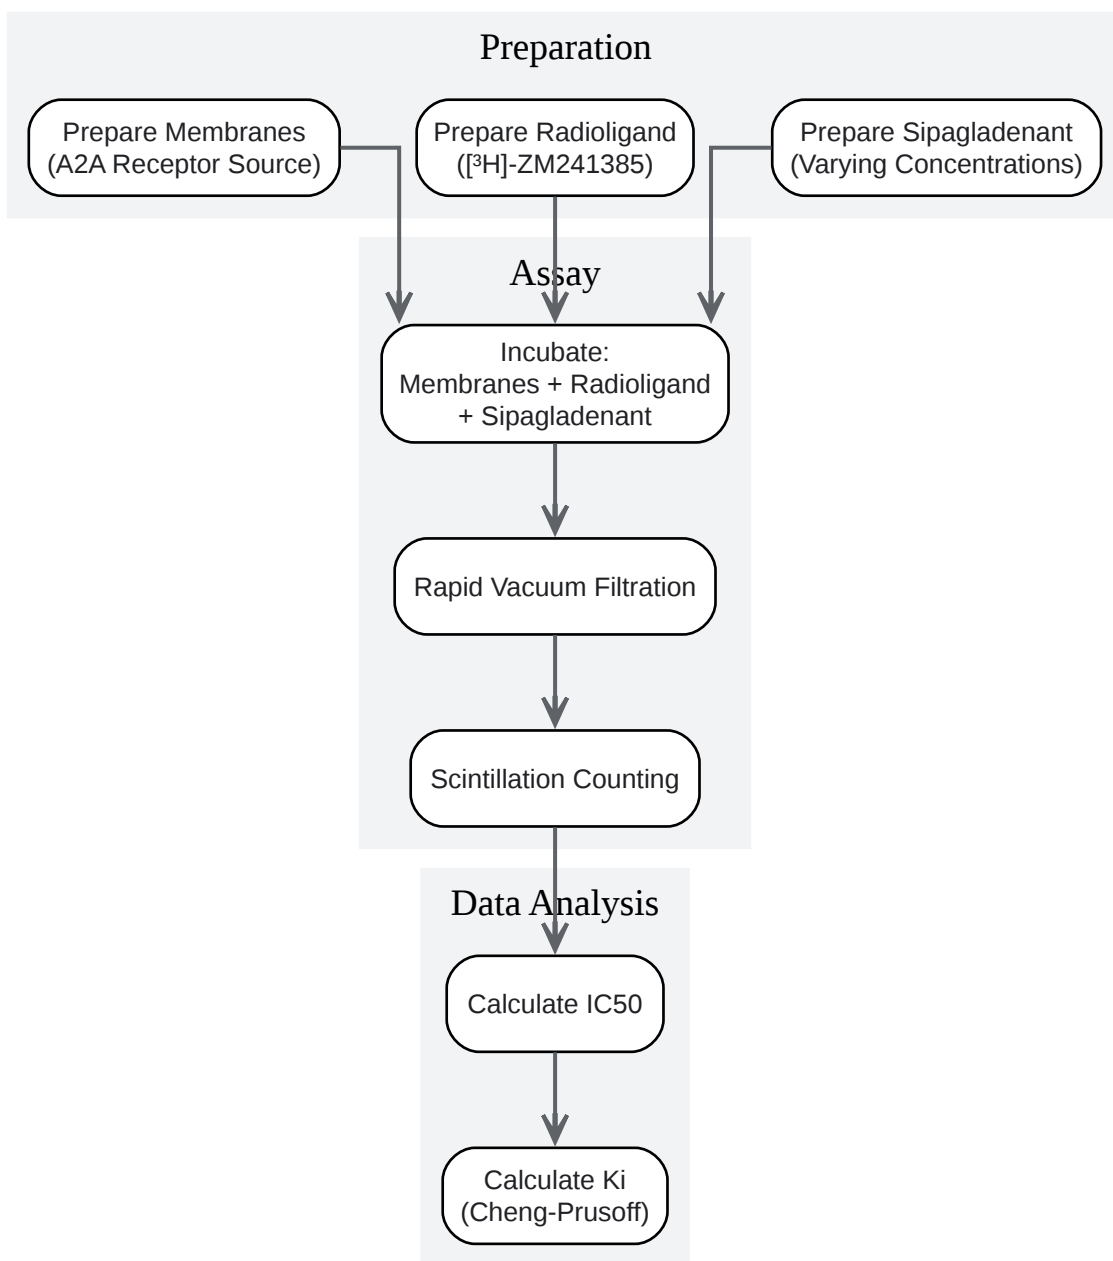 Preparation
Prepare Membranes
(A2A Receptor Source)
Prepare Radioligand
([³H]-ZM241385)
Prepare Sipagladenant
(Varying Concentrations)
Assay
Incubate:
Membranes + Radioligand
+ Sipagladenant
Rapid Vacuum Filtration
Scintillation Counting
Data Analysis
Calculate IC50
Calculate Ki
(Cheng-Prusoff)